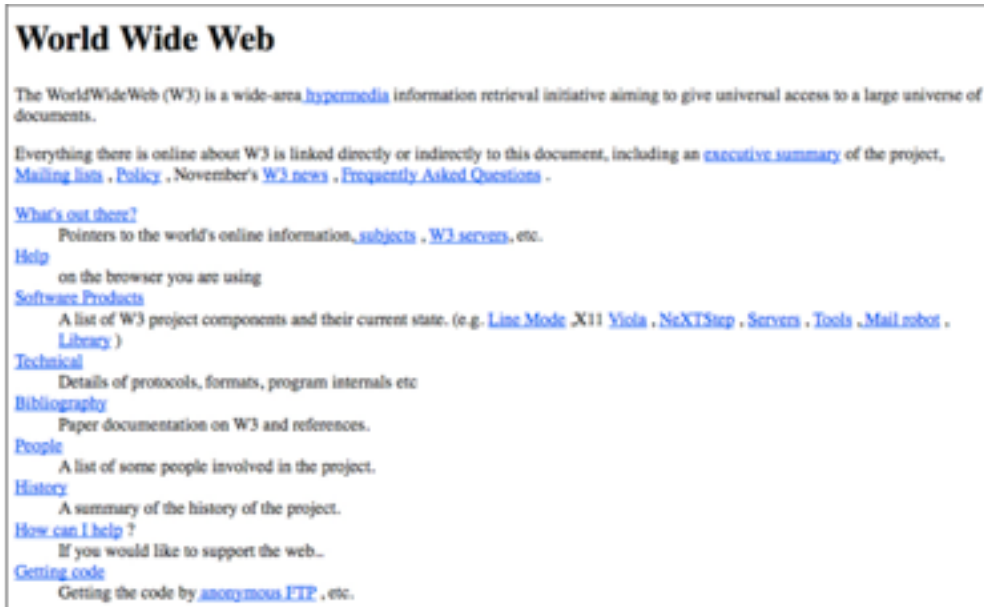 World Wide Web
The WorldWideWeb (W3) is a wide-area hypermedia information retrieval initiative aiming to give universal access to a large universe of
documents.
Everything there is online about W3 is linked directly or indirectly to this document, including an executive summary of the project,
Mailing lists , Policy , November's W3 news , Frequently Asked Questions .
What's out there?
Pointers to the world's online information, subjects , W3 servers, etc.
Help
on the browser you are using
Software Products
A list of W3 project components and their current state. (e.g. Line Mode ,X11 Viola , NeXTStep , Servers , Tools , Mail robot ,
Library )
Technical
Details of protocols, formats, program internals etc
Bibliography
Paper documentation on W3 and references.
People
A list of some people involved in the project.
History
A summary of the history of the project.
How can I help ?
If you would like to support the web..
Getting code
Getting the code by anonymous FTP , etc.